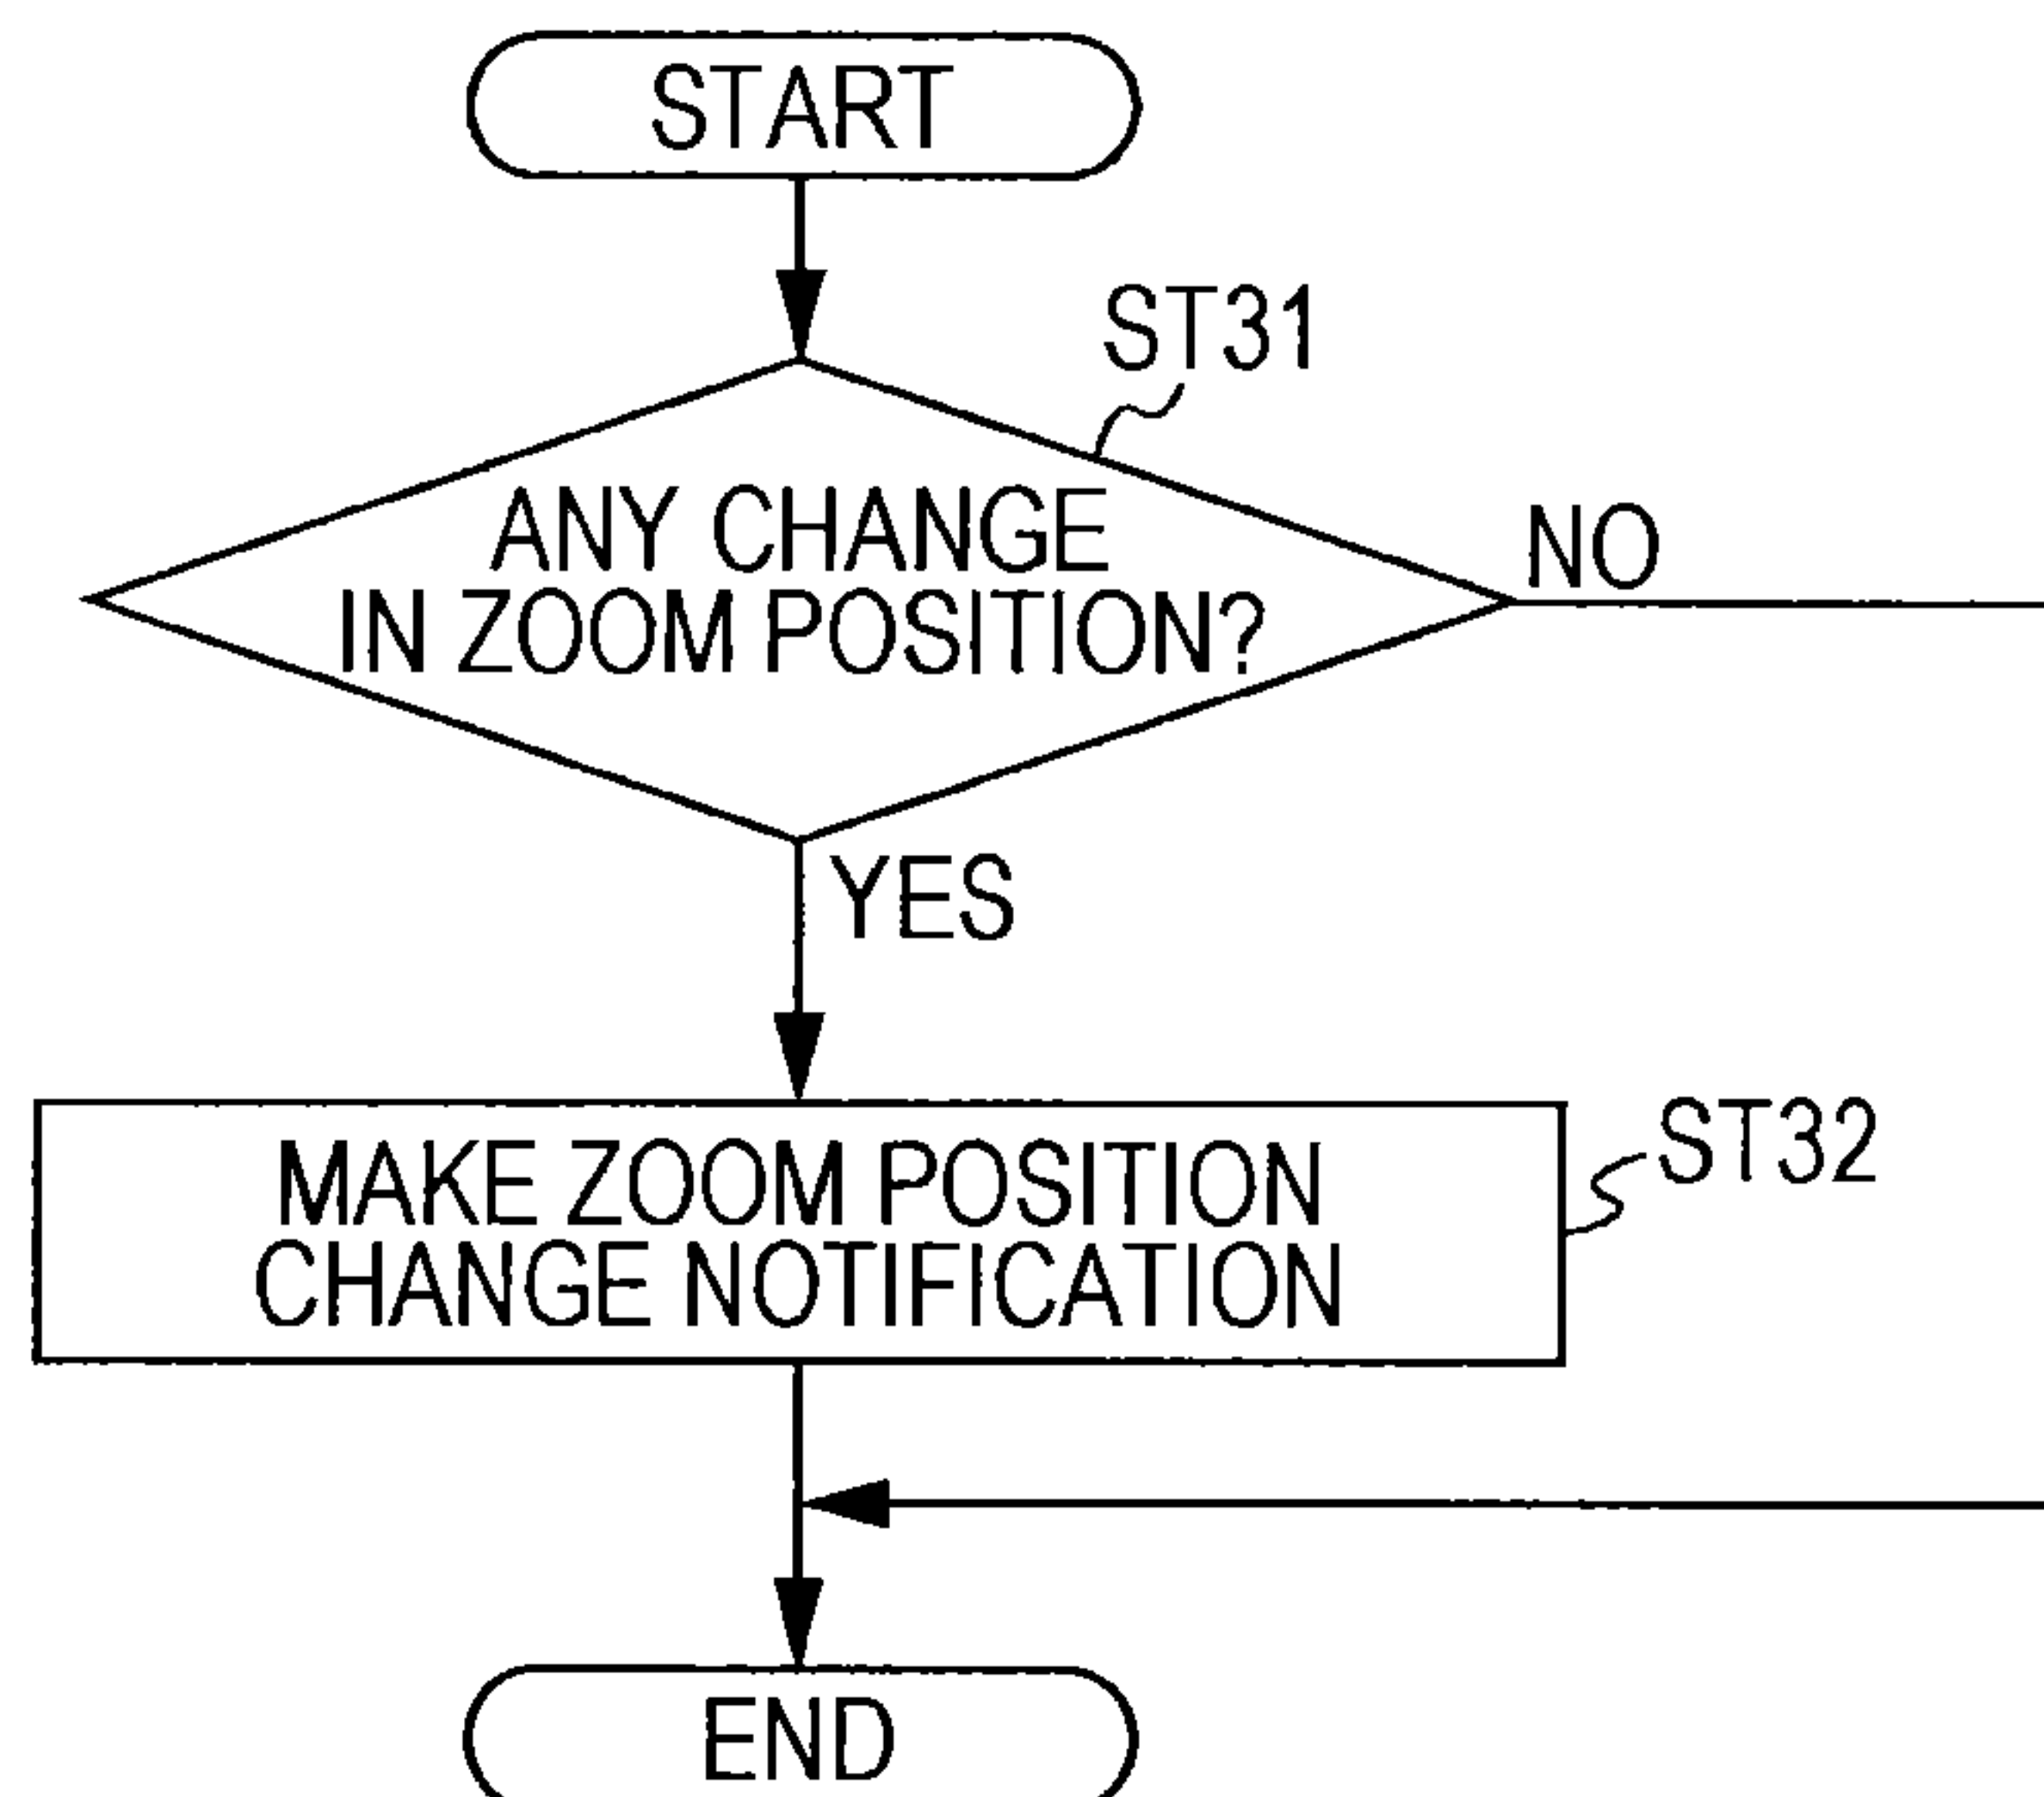 START
ST31
ANY CHANGE
IN ZOOM POSITION?
NO
YES
ST32
MAKE ZOOM POSITION
CHANGE NOTIFICATION
END